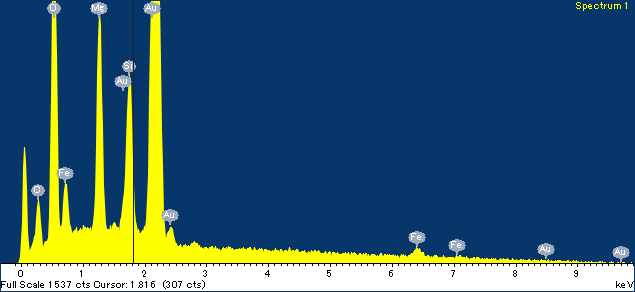 Spectrum 1
O Mg Au
Si
Au
Fe
C
Au
Fe
Fe
Au
Au
0 1 2 3 4 5 6 7 8 9
Full Scale 1537 cts Cursor: 1.816 (307 cts) keV